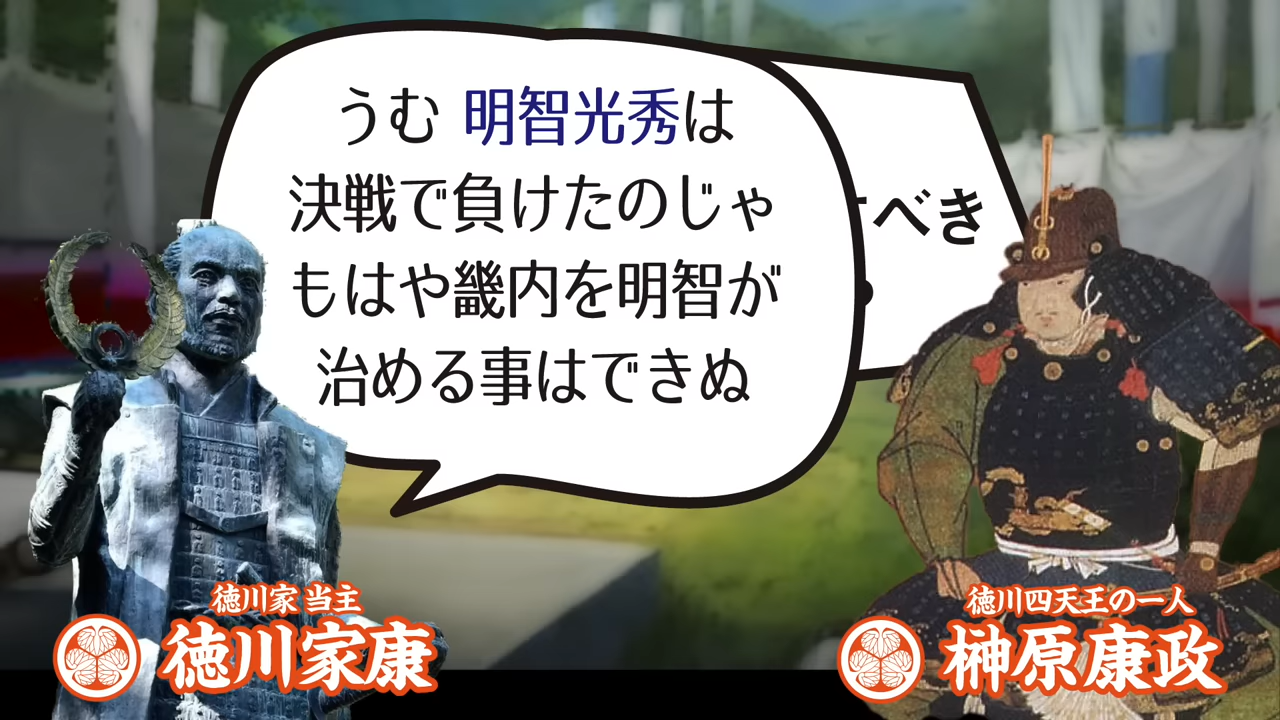 うむ 明智光秀は
決戦で負けたのじゃ
もはや畿内を明智が
治める事はできぬ
べき
徳川家 当主
徳川家康
徳川四天王の一人
榊原康政